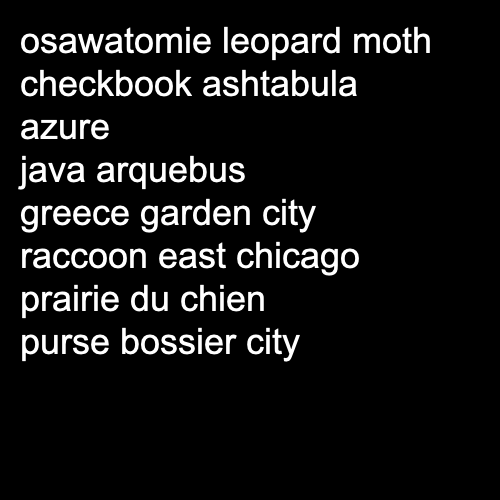 osawatomie leopard moth
checkbook ashtabula
azure
java arquebus
greece garden city
raccoon east chicago
prairie du chien
purse bossier city